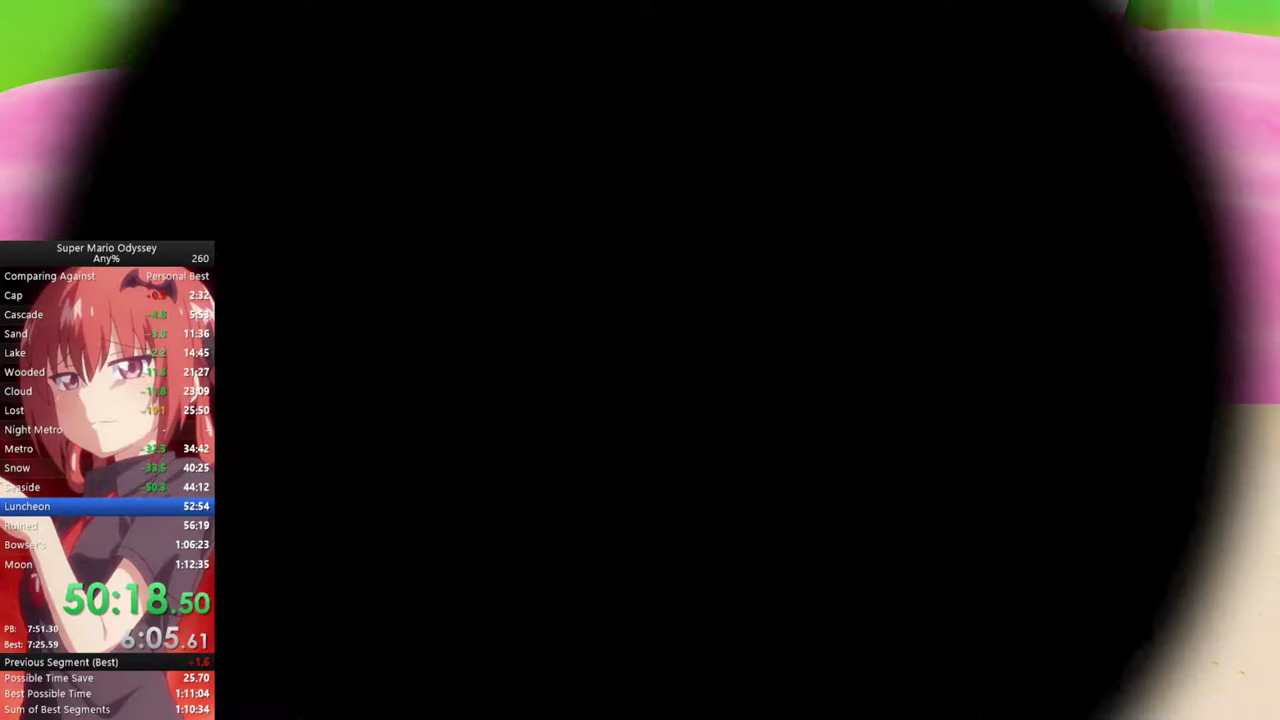 Super Mario Odyssey
Any% 260
Comparing Against Personal Best
Cap 2:32
Cascade 5:53
Sand 11:36
Lake 14:45
Wooded 21:27
Cloud 23:09
Lost 25:50
Night Metro - -
Metro 34:42
Snow 40:25
Seaside -50.3 44:12
Luncheon 52:54
Ruined 56:19
Bowser's 1:06:23
Moon 1:12:35
50:18.50
PB: 7:51.30
6:05.61
Best: 7:25.59
Previous Segment (Best) +1.6
Possible Time Save 25.70
Best Possible Time 1:11:04
Sum of Best Segments 1:10:34